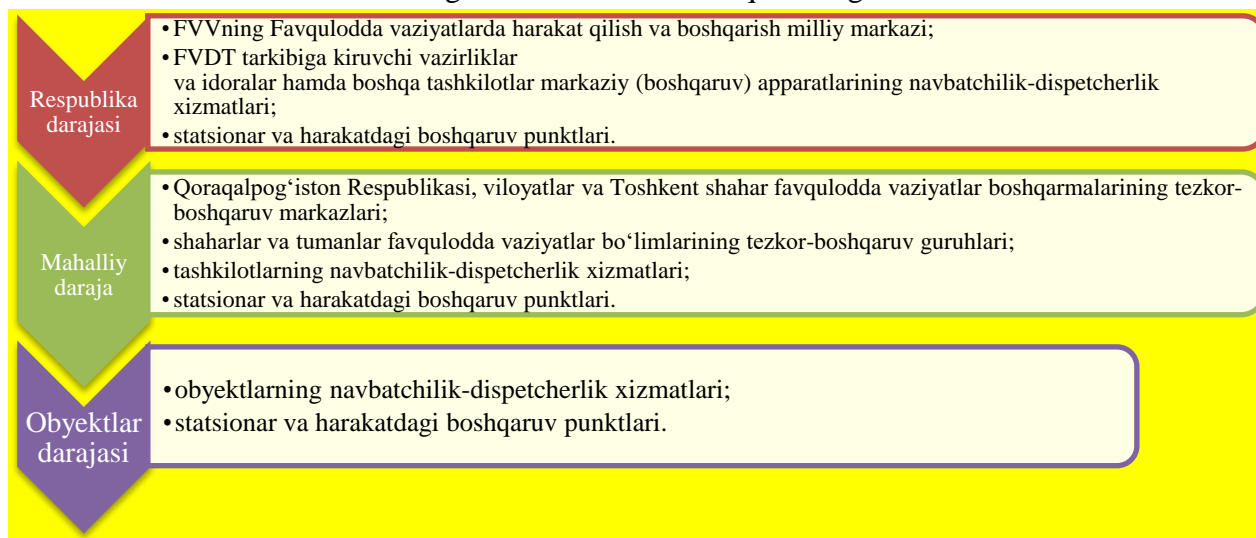 Respublika
darajasi
• FVVning Favqulodda vaziyatlarda harakat qilish va boshqarish milliy markazi;
• FVDT tarkibiga kiruvchi vazirliklar
va idoralar hamda boshqa tashkilotlar markaziy (boshqaruv) apparatlarining navbatchilik-dispetcherlik
xizmatlari;
• statsionar va harakatdagi boshqaruv punktlari.
Mahalliy
daraja
• Qoraqalpog‘iston Respublikasi, viloyatlar va Toshkent shahar favqulodda vaziyatlar boshqarmalarining tezkor-
boshqaruv markazlari;
• shaharlar va tumanlar favqulodda vaziyatlar bo‘limlarining tezkor-boshqaruv guruhlari;
• tashkilotlarning navbatchilik-dispetcherlik xizmatlari;
• statsionar va harakatdagi boshqaruv punktlari.
Obyektlar
darajasi
• obyektlarning navbatchilik-dispetcherlik xizmatlari;
• statsionar va harakatdagi boshqaruv punktlari.